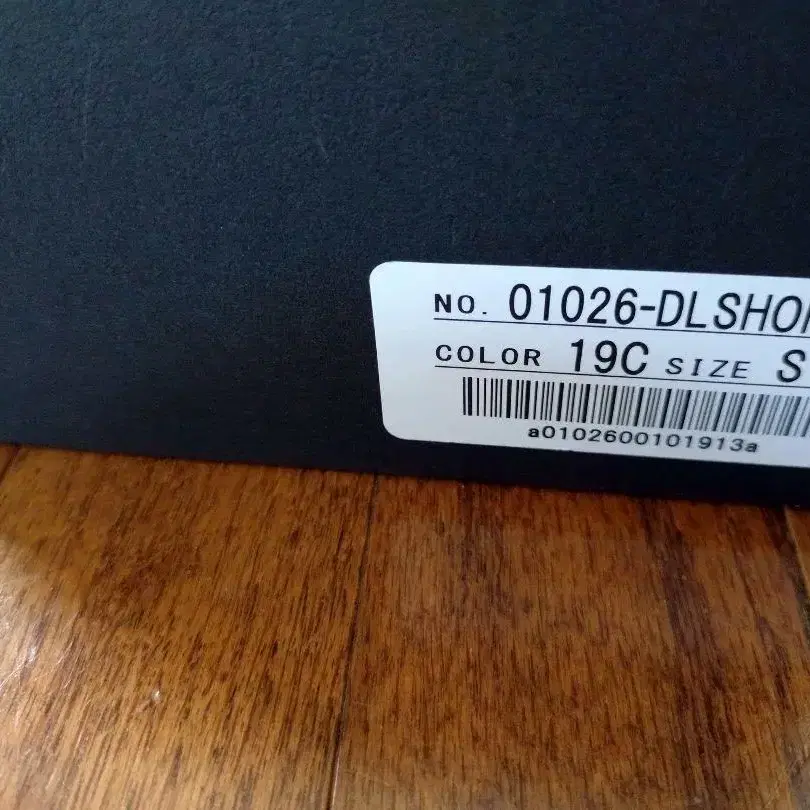 NO. 01026-DLSHO
COLOR 19C SIZE S
a0102600101913a